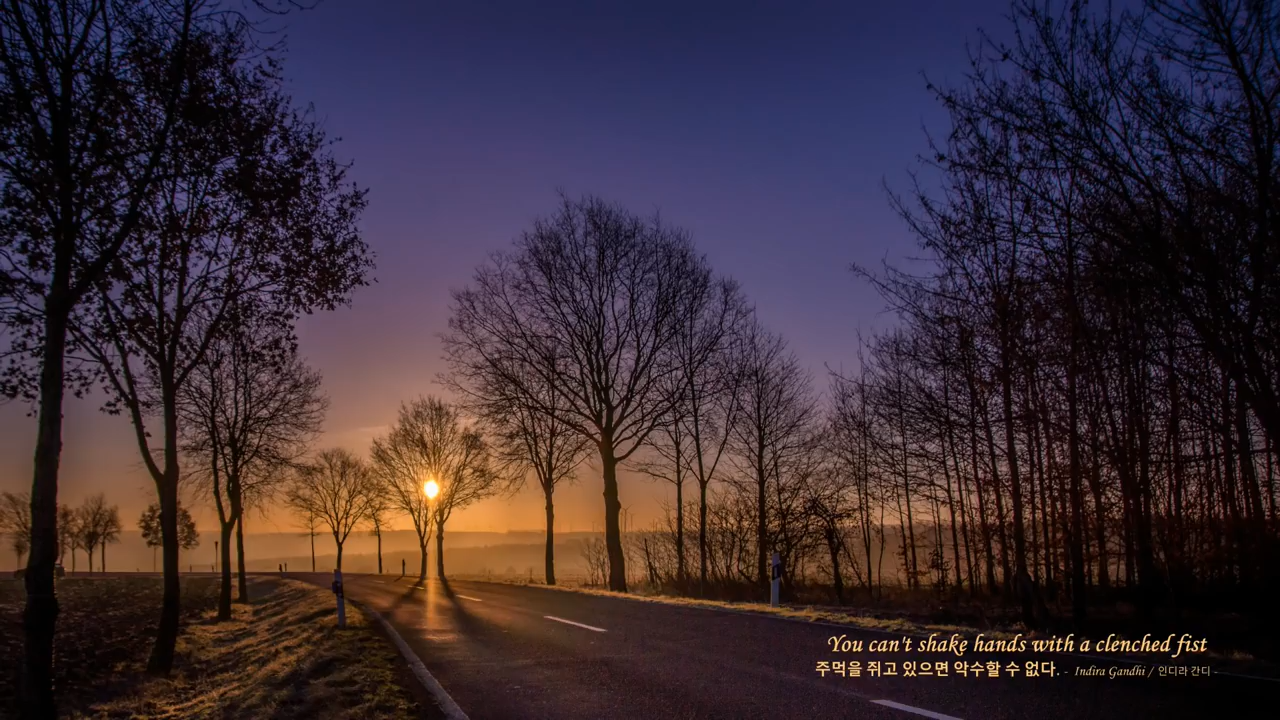 You can't shake hands with a clenched fist
주먹을 쥐고 있으면 악수할 수 없다. - Indira Gandhi / 인디라 간디 -